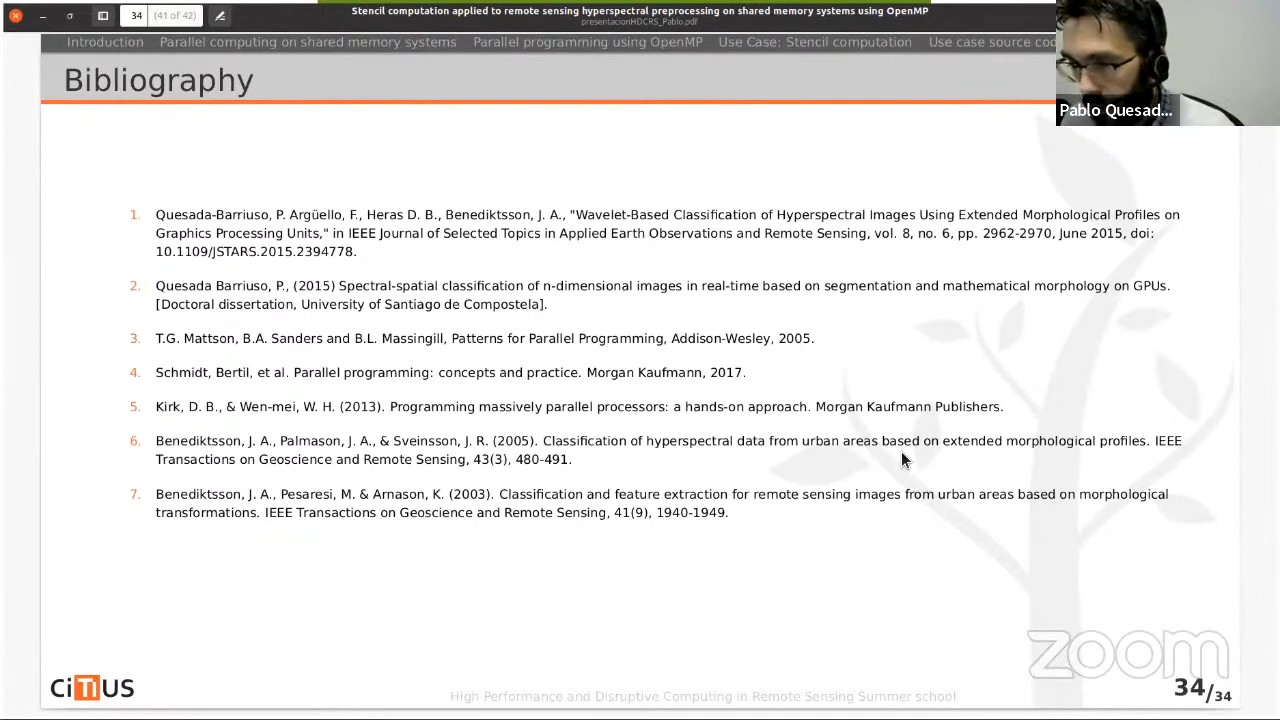 34
(41 of 42)
Stencil computation applied to remote sensing hyperspectral preprocessing on shared memory systems using OpenMP
presentacionHDCRS_Pablo.pdf
Introduction Parallel computing on shared memory systems Parallel programming using OpenMP Use Case: Stencil computation Use case source cod
Bibliography
Pablo Quesad...
1. Quesada-Barriuso, P. Argüello, F., Heras D. B., Benediktsson, J. A., "Wavelet-Based Classification of Hyperspectral Images Using Extended Morphological Profiles on
Graphics Processing Units," in IEEE Journal of Selected Topics in Applied Earth Observations and Remote Sensing, vol. 8, no. 6, pp. 2962-2970, June 2015, doi:
10.1109/JSTARS.2015.2394778.
2. Quesada Barriuso, P., (2015) Spectral-spatial classification of n-dimensional images in real-time based on segmentation and mathematical morphology on GPUs.
[Doctoral dissertation, University of Santiago de Compostela].
3. T.G. Mattson, B.A. Sanders and B.L. Massingill, Patterns for Parallel Programming, Addison-Wesley, 2005.
4. Schmidt, Bertil, et al. Parallel programming: concepts and practice. Morgan Kaufmann, 2017.
5. Kirk, D. B., & Wen-mei, W. H. (2013). Programming massively parallel processors: a hands-on approach. Morgan Kaufmann Publishers.
6. Benediktsson, J. A., Palmason, J. A., & Sveinsson, J. R. (2005). Classification of hyperspectral data from urban areas based on extended morphological profiles. IEEE
Transactions on Geoscience and Remote Sensing, 43(3), 480-491.
7. Benediktsson, J. A., Pesaresi, M. & Arnason, K. (2003). Classification and feature extraction for remote sensing images from urban areas based on morphological
transformations. IEEE Transactions on Geoscience and Remote Sensing, 41(9), 1940-1949.
zoom
CiTIUS
High Performance and Disruptive Computing in Remote Sensing Summer school
34/34